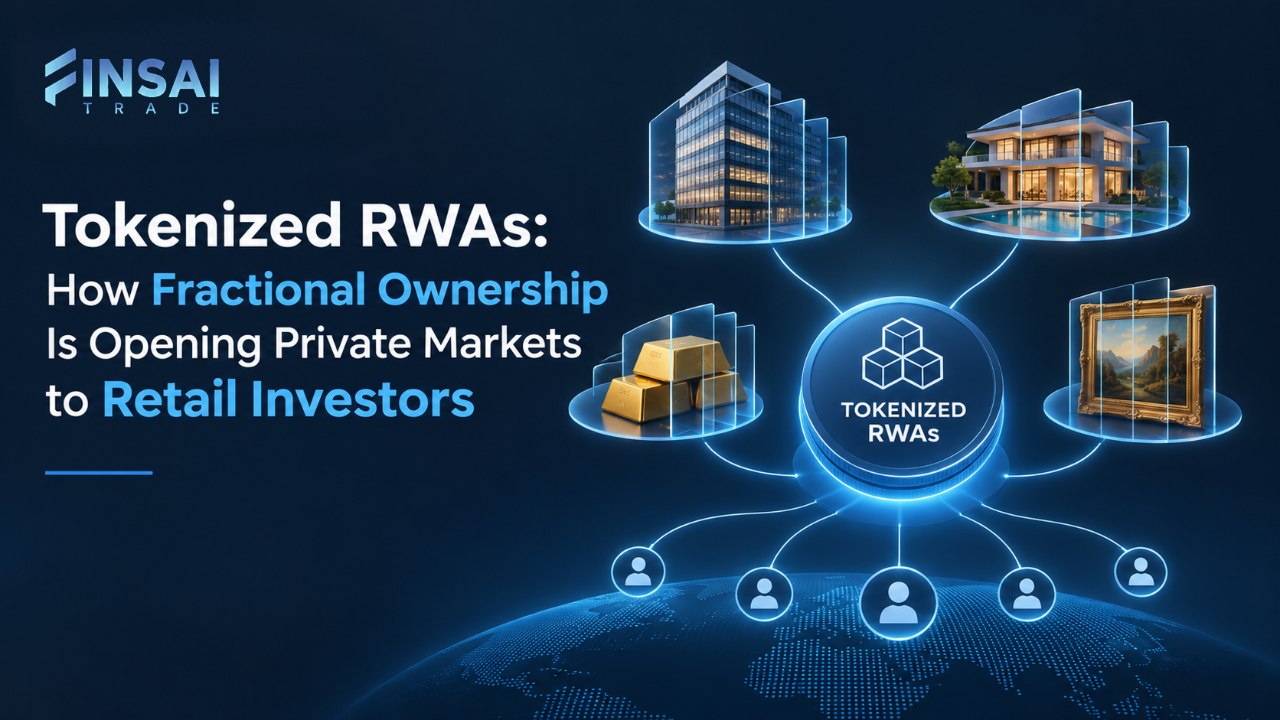 FINSAI
TRADE
Tokenized RWAs:
How Fractional Ownership
Is Opening Private Markets
to Retail Investors
TOKENIZED
RWAs